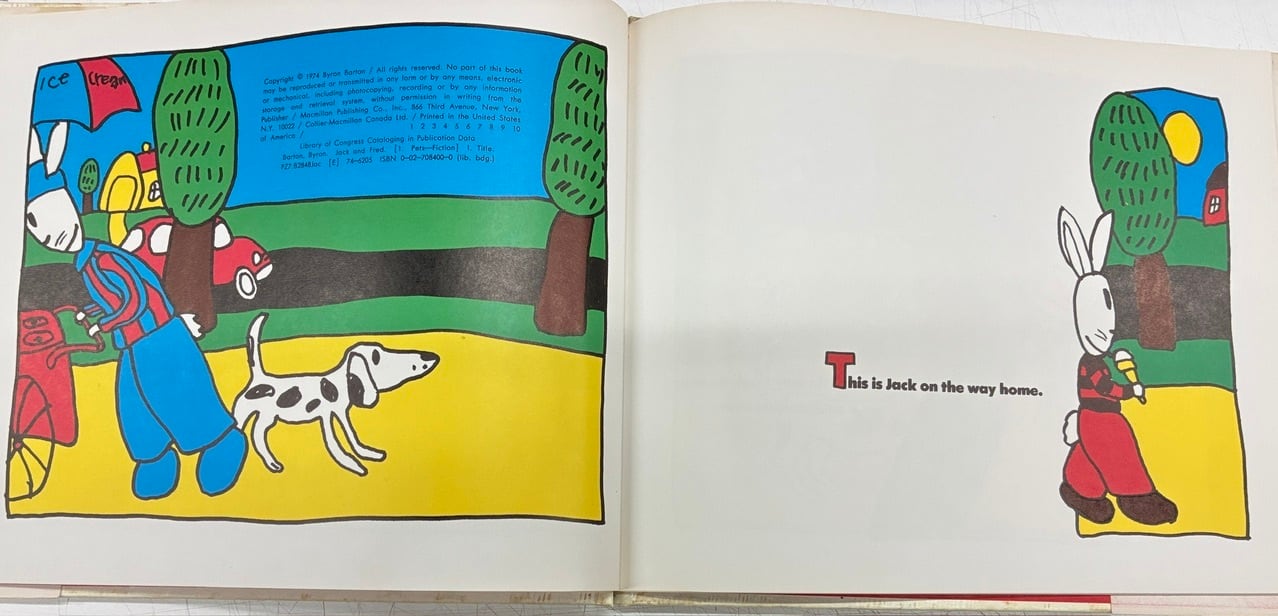 ice cream
Copyright © 1974 Byron Barton / All rights reserved. No part of this book
may be reproduced or transmitted in any form or by any means, electronic
or mechanical, including photocopying, recording or by any information
storage and retrieval system, without permission in writing from the
Publisher / Macmillan Publishing Co., Inc., 866 Third Avenue, New York,
N.Y. 10022 / Collier-Macmillan Canada Ltd. / Printed in the United States
of America / 1 2 3 4 5 6 7 8 9 10
Library of Congress Cataloging in Publication Data
Barton, Byron. Jack and Fred. [1. Pets—Fiction] 1. Title.
PZ7.B2848Jac [E] 74-6205 ISBN 0-02-708400-0 (lib. bdg.)
This is Jack on the way home.